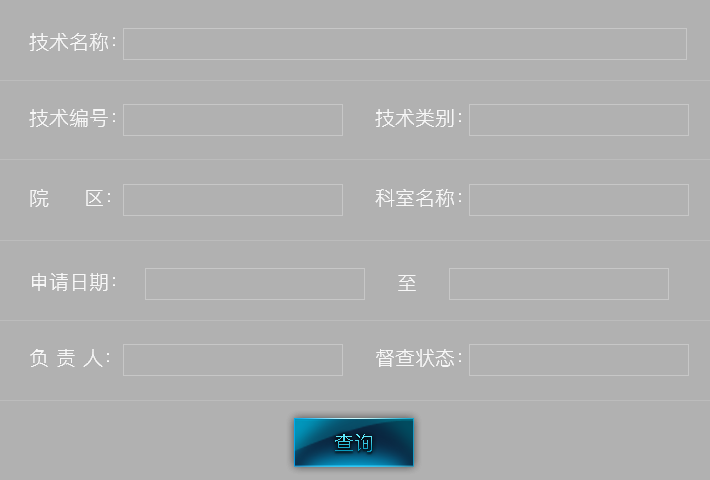 技术名称:
技术编号: 技术类别:
院 区: 科室名称:
申请日期: 至
负 责 人: 督查状态:
查询